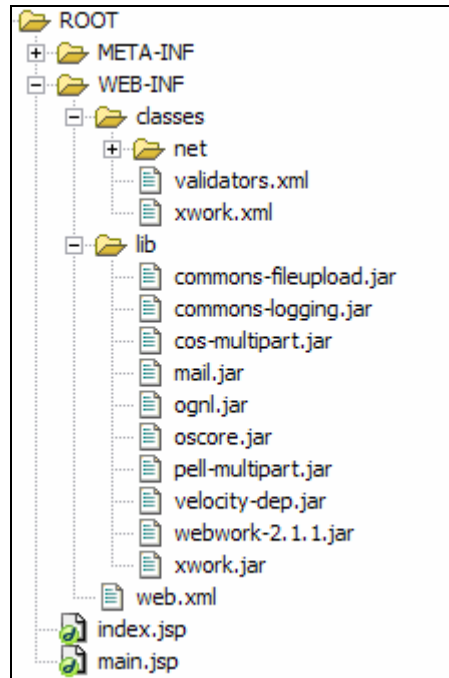 ROOT
META-INF
WEB-INF
classes
net
validators.xml
xwork.xml
lib
commons-fileupload.jar
commons-logging.jar
cos-multipart.jar
mail.jar
ognl.jar
oscore.jar
pell-multipart.jar
velocity-dep.jar
webwork-2.1.1.jar
xwork.jar
web.xml
index.jsp
main.jsp